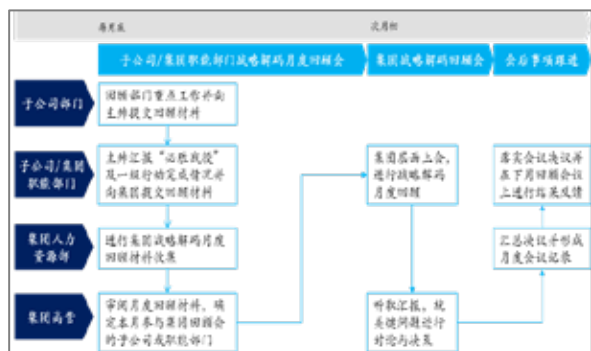 每月底
次月初
子公司/集团职能部门战略解码月度回顾会
集团战略解码回顾会
会后事项跟进
子公司部门
回顾部门重点工作并向
主帅提交回顾材料
子公司/集团
职能部门
主帅汇报“必胜战役”
及一级行动完成情况并
向集团提交回顾材料
集团层面上会,
进行战略解码
月度回顾
落实会议决议并
在下月回顾会议
上进行结果反馈
集团人力
资源部
进行集团战略解码月度
回顾材料收集
汇总决议并形成
月度会议记录
集团高管
审阅月度回顾材料,确
定本月参与集团回顾会
的子公司或职能部门
听取汇报,就
关键问题进行
讨论与决策